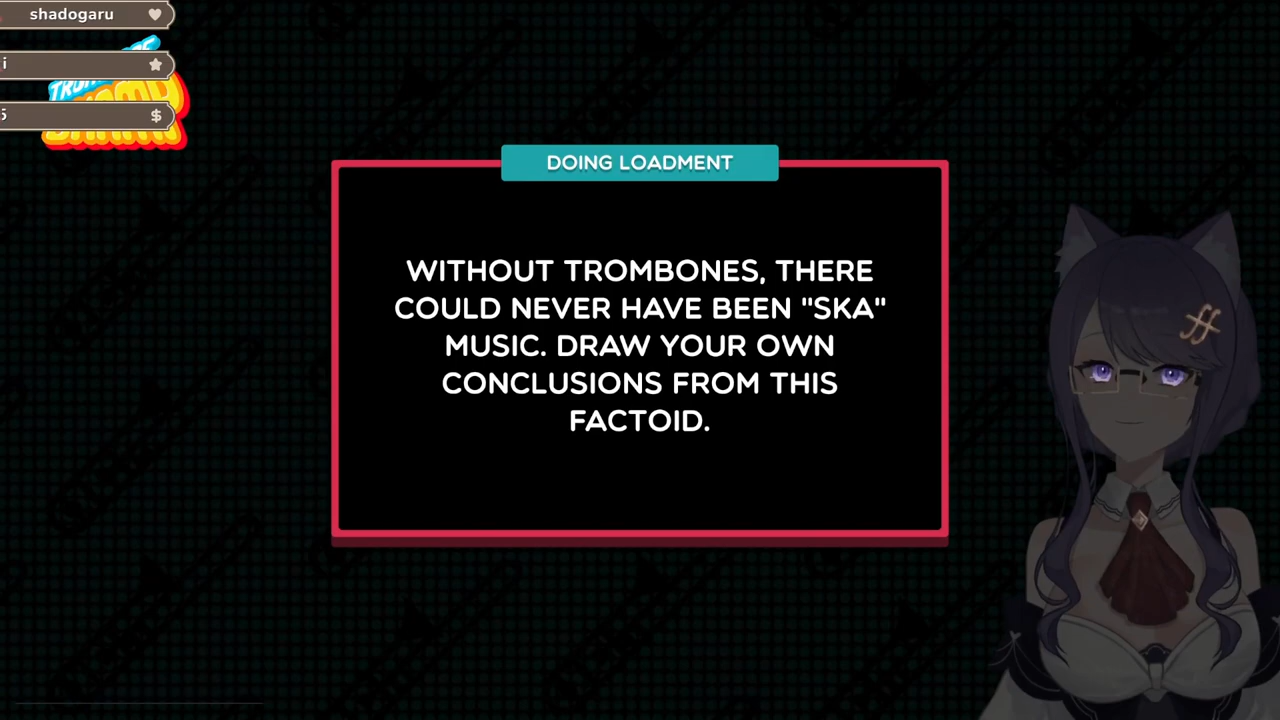 shadogaru
i
5 $
DOING LOADMENT
WITHOUT TROMBONES, THERE
COULD NEVER HAVE BEEN "SKA"
MUSIC. DRAW YOUR OWN
CONCLUSIONS FROM THIS
FACTOID.